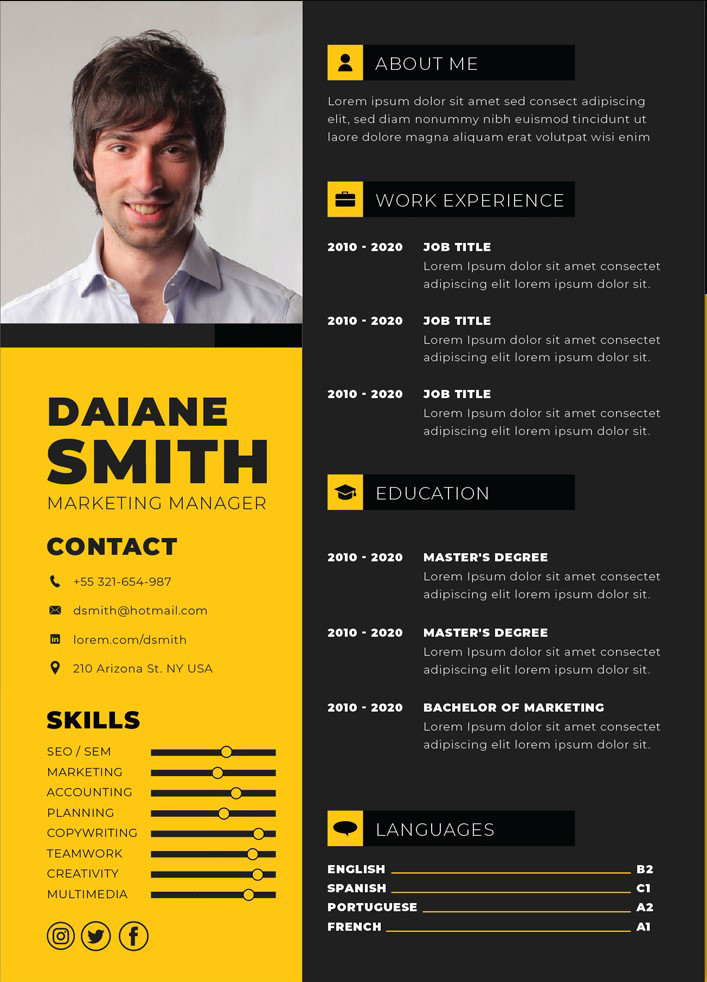 DAIANE
SMITH
MARKETING MANAGER
CONTACT
+55 321-654-987
dsmith@hotmail.com
in lorem.com/dsmith
210 Arizona St. NY USA
SKILLS
SEO / SEM
MARKETING
ACCOUNTING
PLANNING
COPYWRITING
TEAMWORK
CREATIVITY
MULTIMEDIA
ABOUT ME
Lorem ipsum dolor sit amet sed consect adipiscing
elit, sed diam nonummy nibh euismod tincidunt ut
laore dolore magna aliquam erat volutpat wisi enim
WORK EXPERIENCE
2010 - 2020 JOB TITLE
Lorem Ipsum dolor sit amet consectet
adipiscing elit lorem ipsum dolor sit.
2010 - 2020 JOB TITLE
Lorem Ipsum dolor sit amet consectet
adipiscing elit lorem ipsum dolor sit.
2010 - 2020 JOB TITLE
Lorem Ipsum dolor sit amet consectet
adipiscing elit lorem ipsum dolor sit.
EDUCATION
2010 - 2020 MASTER'S DEGREE
Lorem Ipsum dolor sit amet consectet
adipiscing elit lorem ipsum dolor sit.
2010 - 2020 MASTER'S DEGREE
Lorem Ipsum dolor sit amet consectet
adipiscing elit lorem ipsum dolor sit.
2010 - 2020 BACHELOR OF MARKETING
Lorem Ipsum dolor sit amet consectet
adipiscing elit lorem ipsum dolor sit.
LANGUAGES
ENGLISH B2
SPANISH C1
PORTUGUESE A2
FRENCH A1